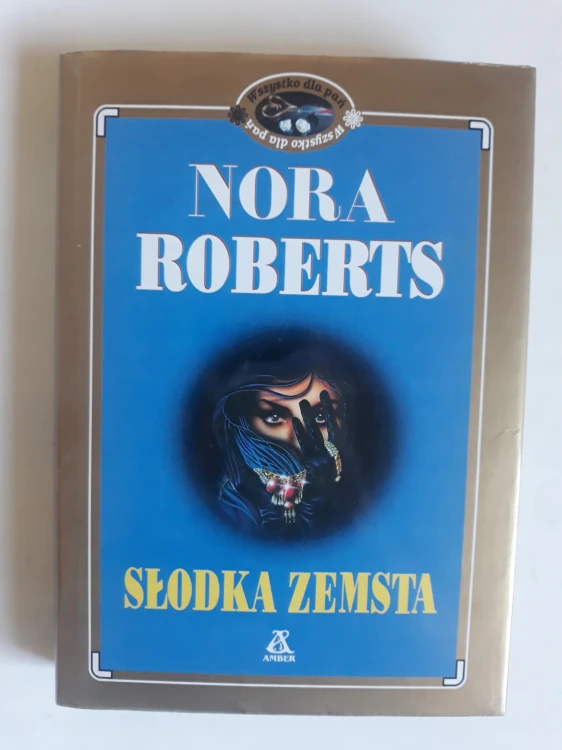 Wszystko dla pań
Wszystko dla pań
NORA
ROBERTS
SŁODKA ZEMSTA
A
AMBER